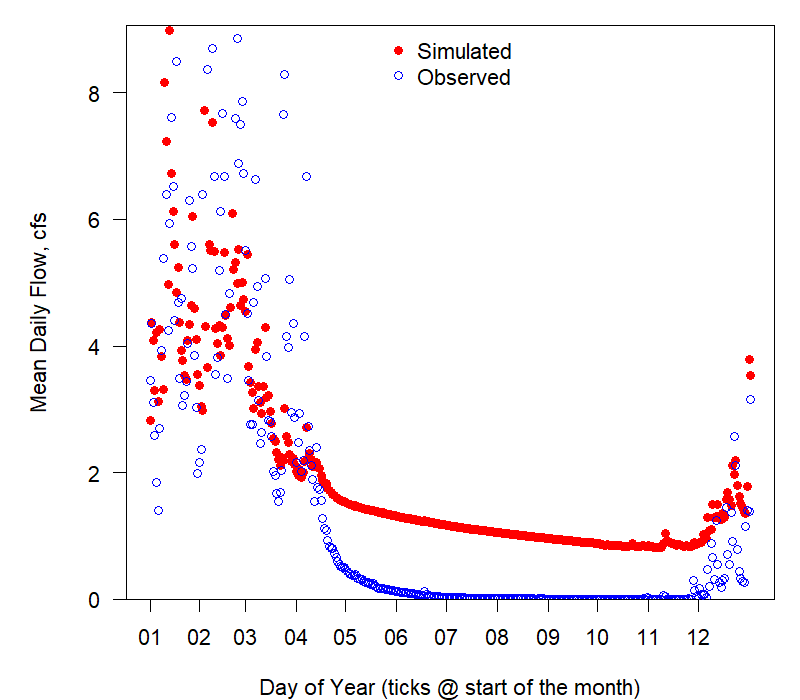 Simulated
Observed
8
6
4
2
0
Mean Daily Flow, cfs
01 02 03 04 05 06 07 08 09 10 11 12
Day of Year (ticks @ start of the month)